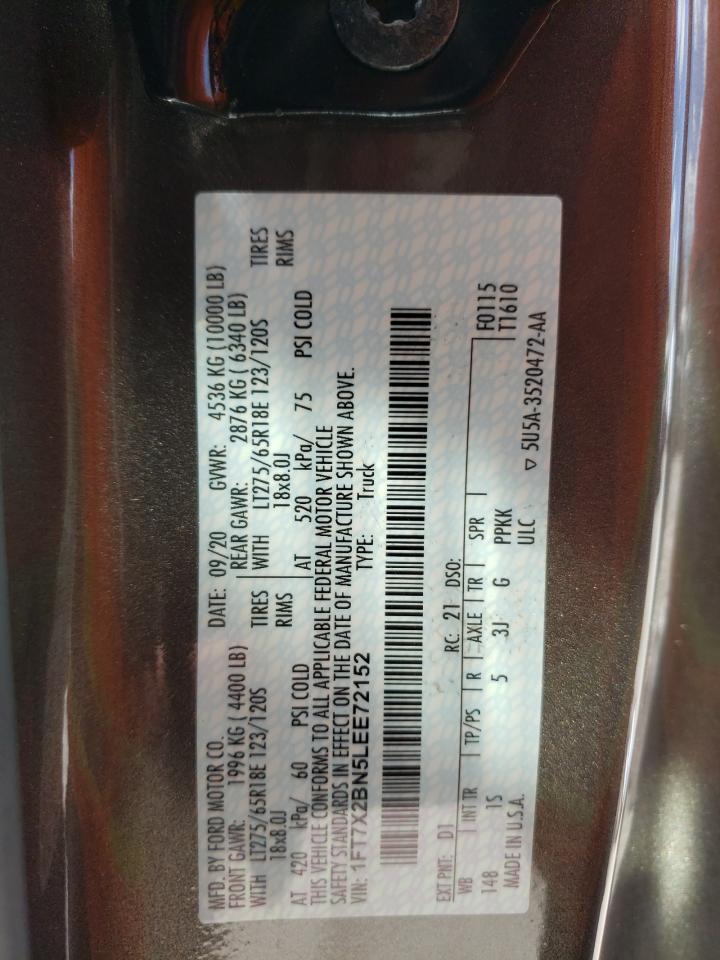 MFD. BY FORD MOTOR CO.
DATE: 09/20 GVWR: 4536 KG (10000 LB)
FRONT GAWR: 1996 KG ( 4400 LB)
REAR GAWR: 2876 KG ( 6340 LB)
WITH LT275/65R18E 123/120S TIRES
WITH LT275/65R18E 123/120S TIRES
18x8.0J RIMS
18x8.0J RIMS
AT 420 kPa/ 60 PSI COLD
AT 520 kPa/ 75 PSI COLD
THIS VEHICLE CONFORMS TO ALL APPLICABLE FEDERAL MOTOR VEHICLE
SAFETY STANDARDS IN EFFECT ON THE DATE OF MANUFACTURE SHOWN ABOVE.
VIN: 1FT7X2BN5LEE72152 TYPE: Truck
EXT PNT: D1 RC: 21 DSO:
WB INT TR TP/PS R AXLE TR SPR F0115
148 1S 5 3J G PPKK T1610
MADE IN U.S.A. ULC
5U5A-3520472-AA